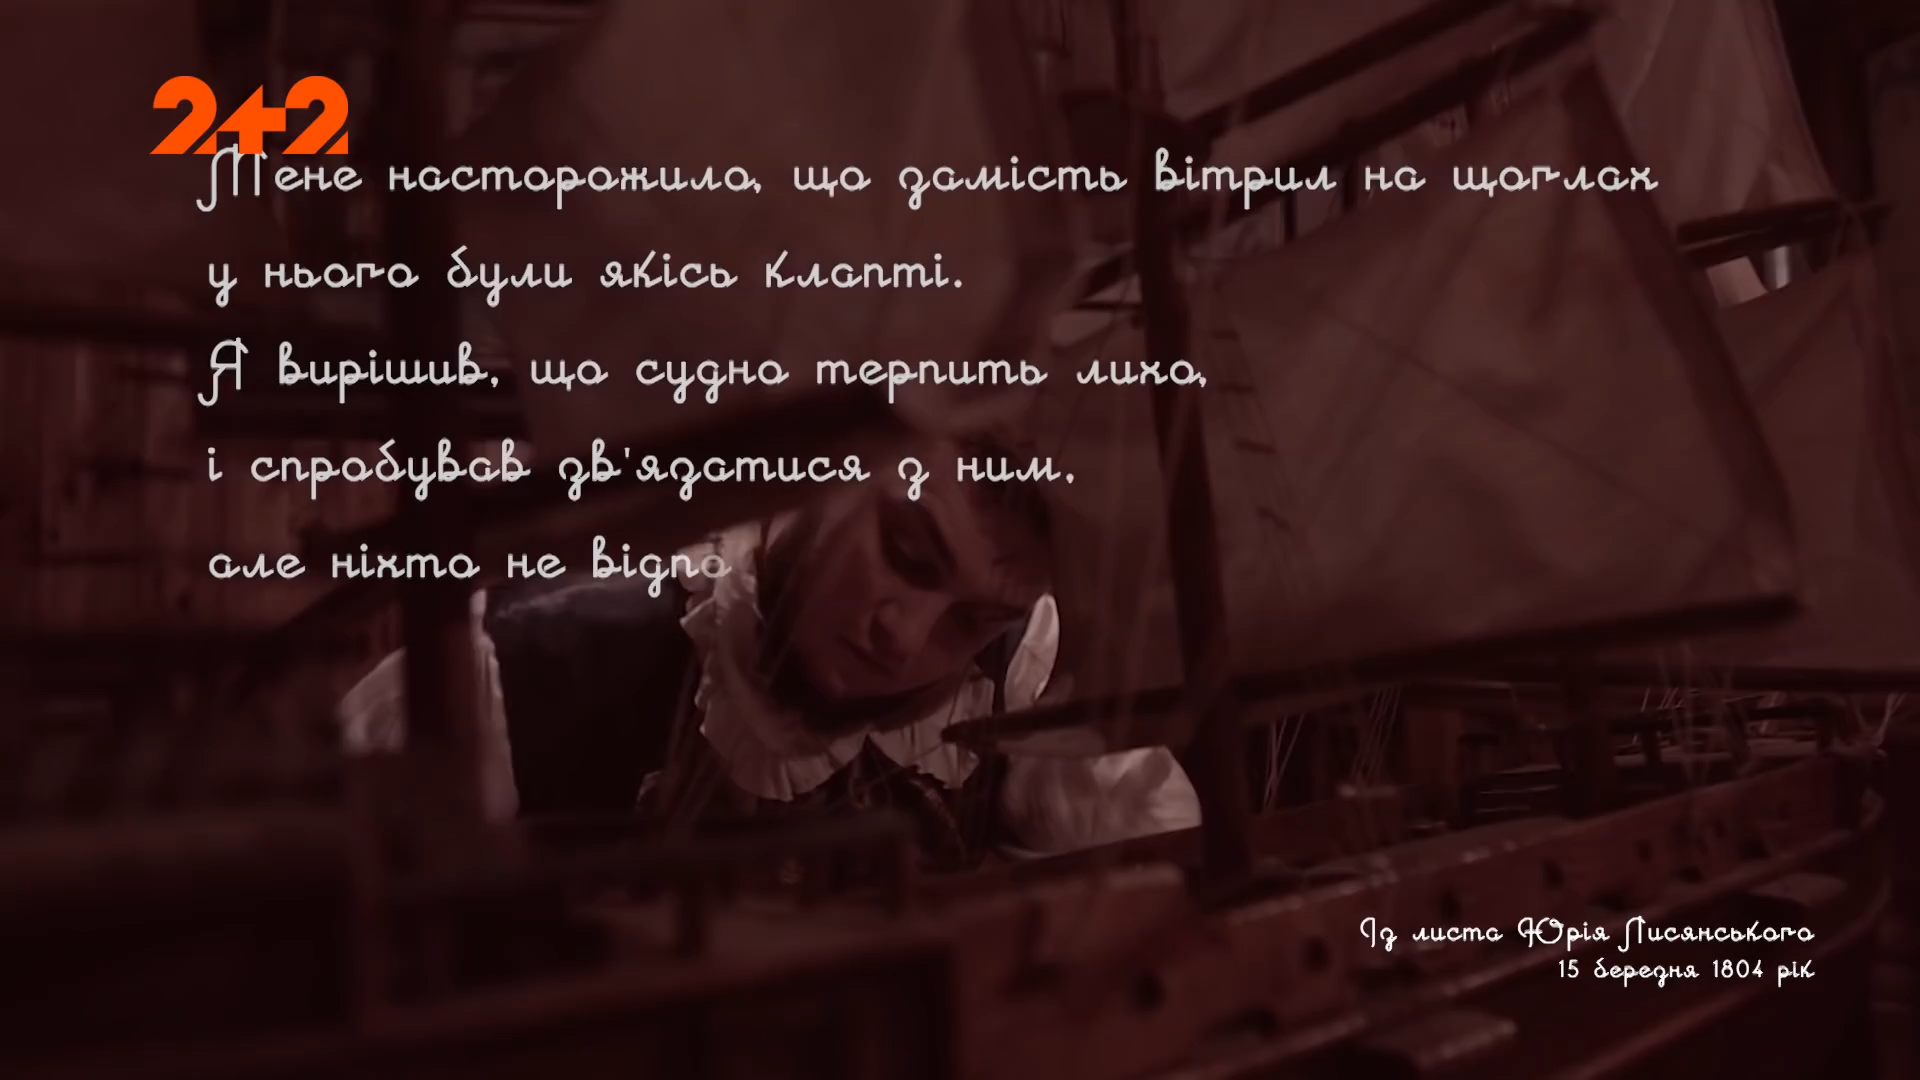 2+2
Мене насторожило, що замість вітрил на щоглах
у нього були якісь клапті.
Я вирішив, що судно терпить лихо,
і спробував зв'язатися з ним,
але ніхто не відпо
Із листа Юрія Лисянського
15 березня 1804 рік